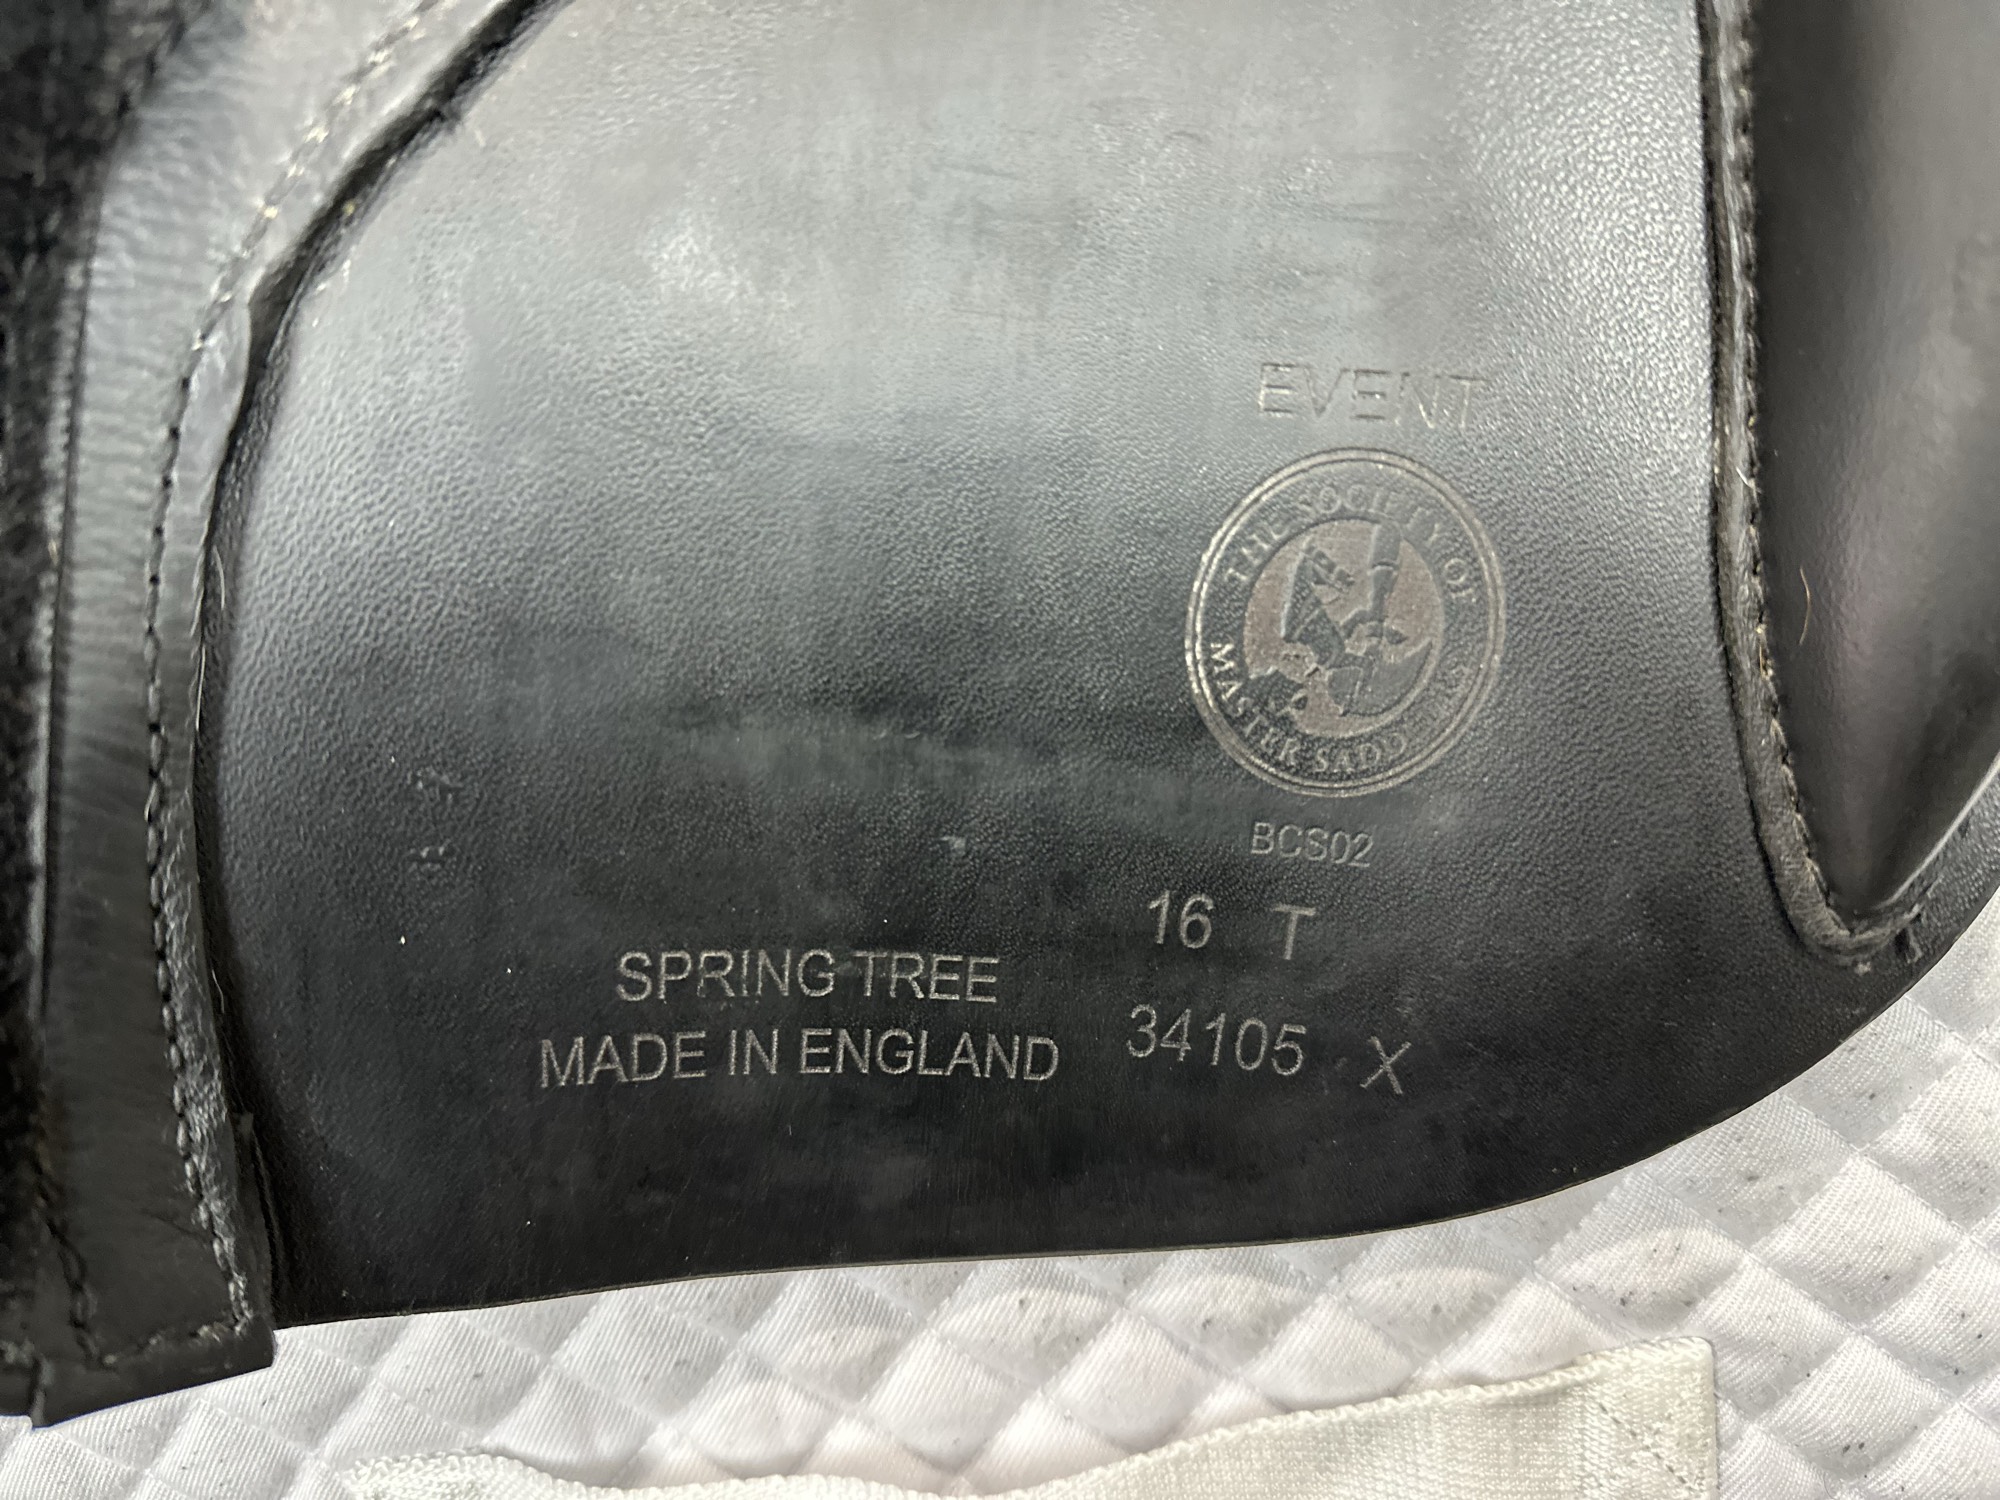 EVENT
THE SOCIETY OF
MASTER SADDLERS
BCS02
16 T
SPRING TREE
34105 X
MADE IN ENGLAND